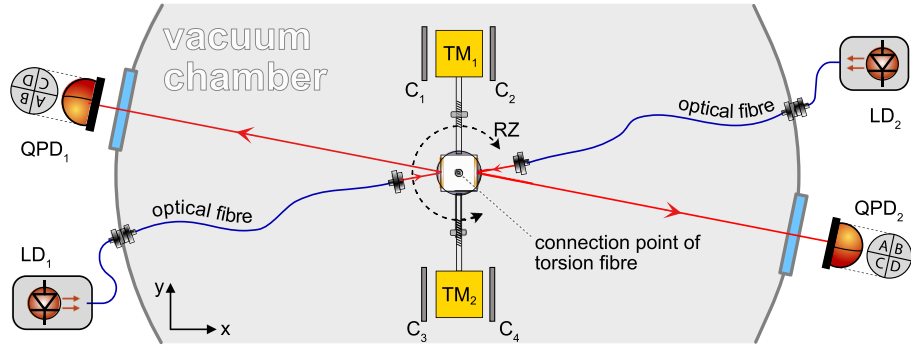 vacuum
chamber
TM1
C1
C2
QPD1
A
B
C
D
RZ
optical fibre
LD2
optical fibre
LD1
QPD2
A B
C D
connection point of
torsion fibre
TM2
C3
C4
y
x